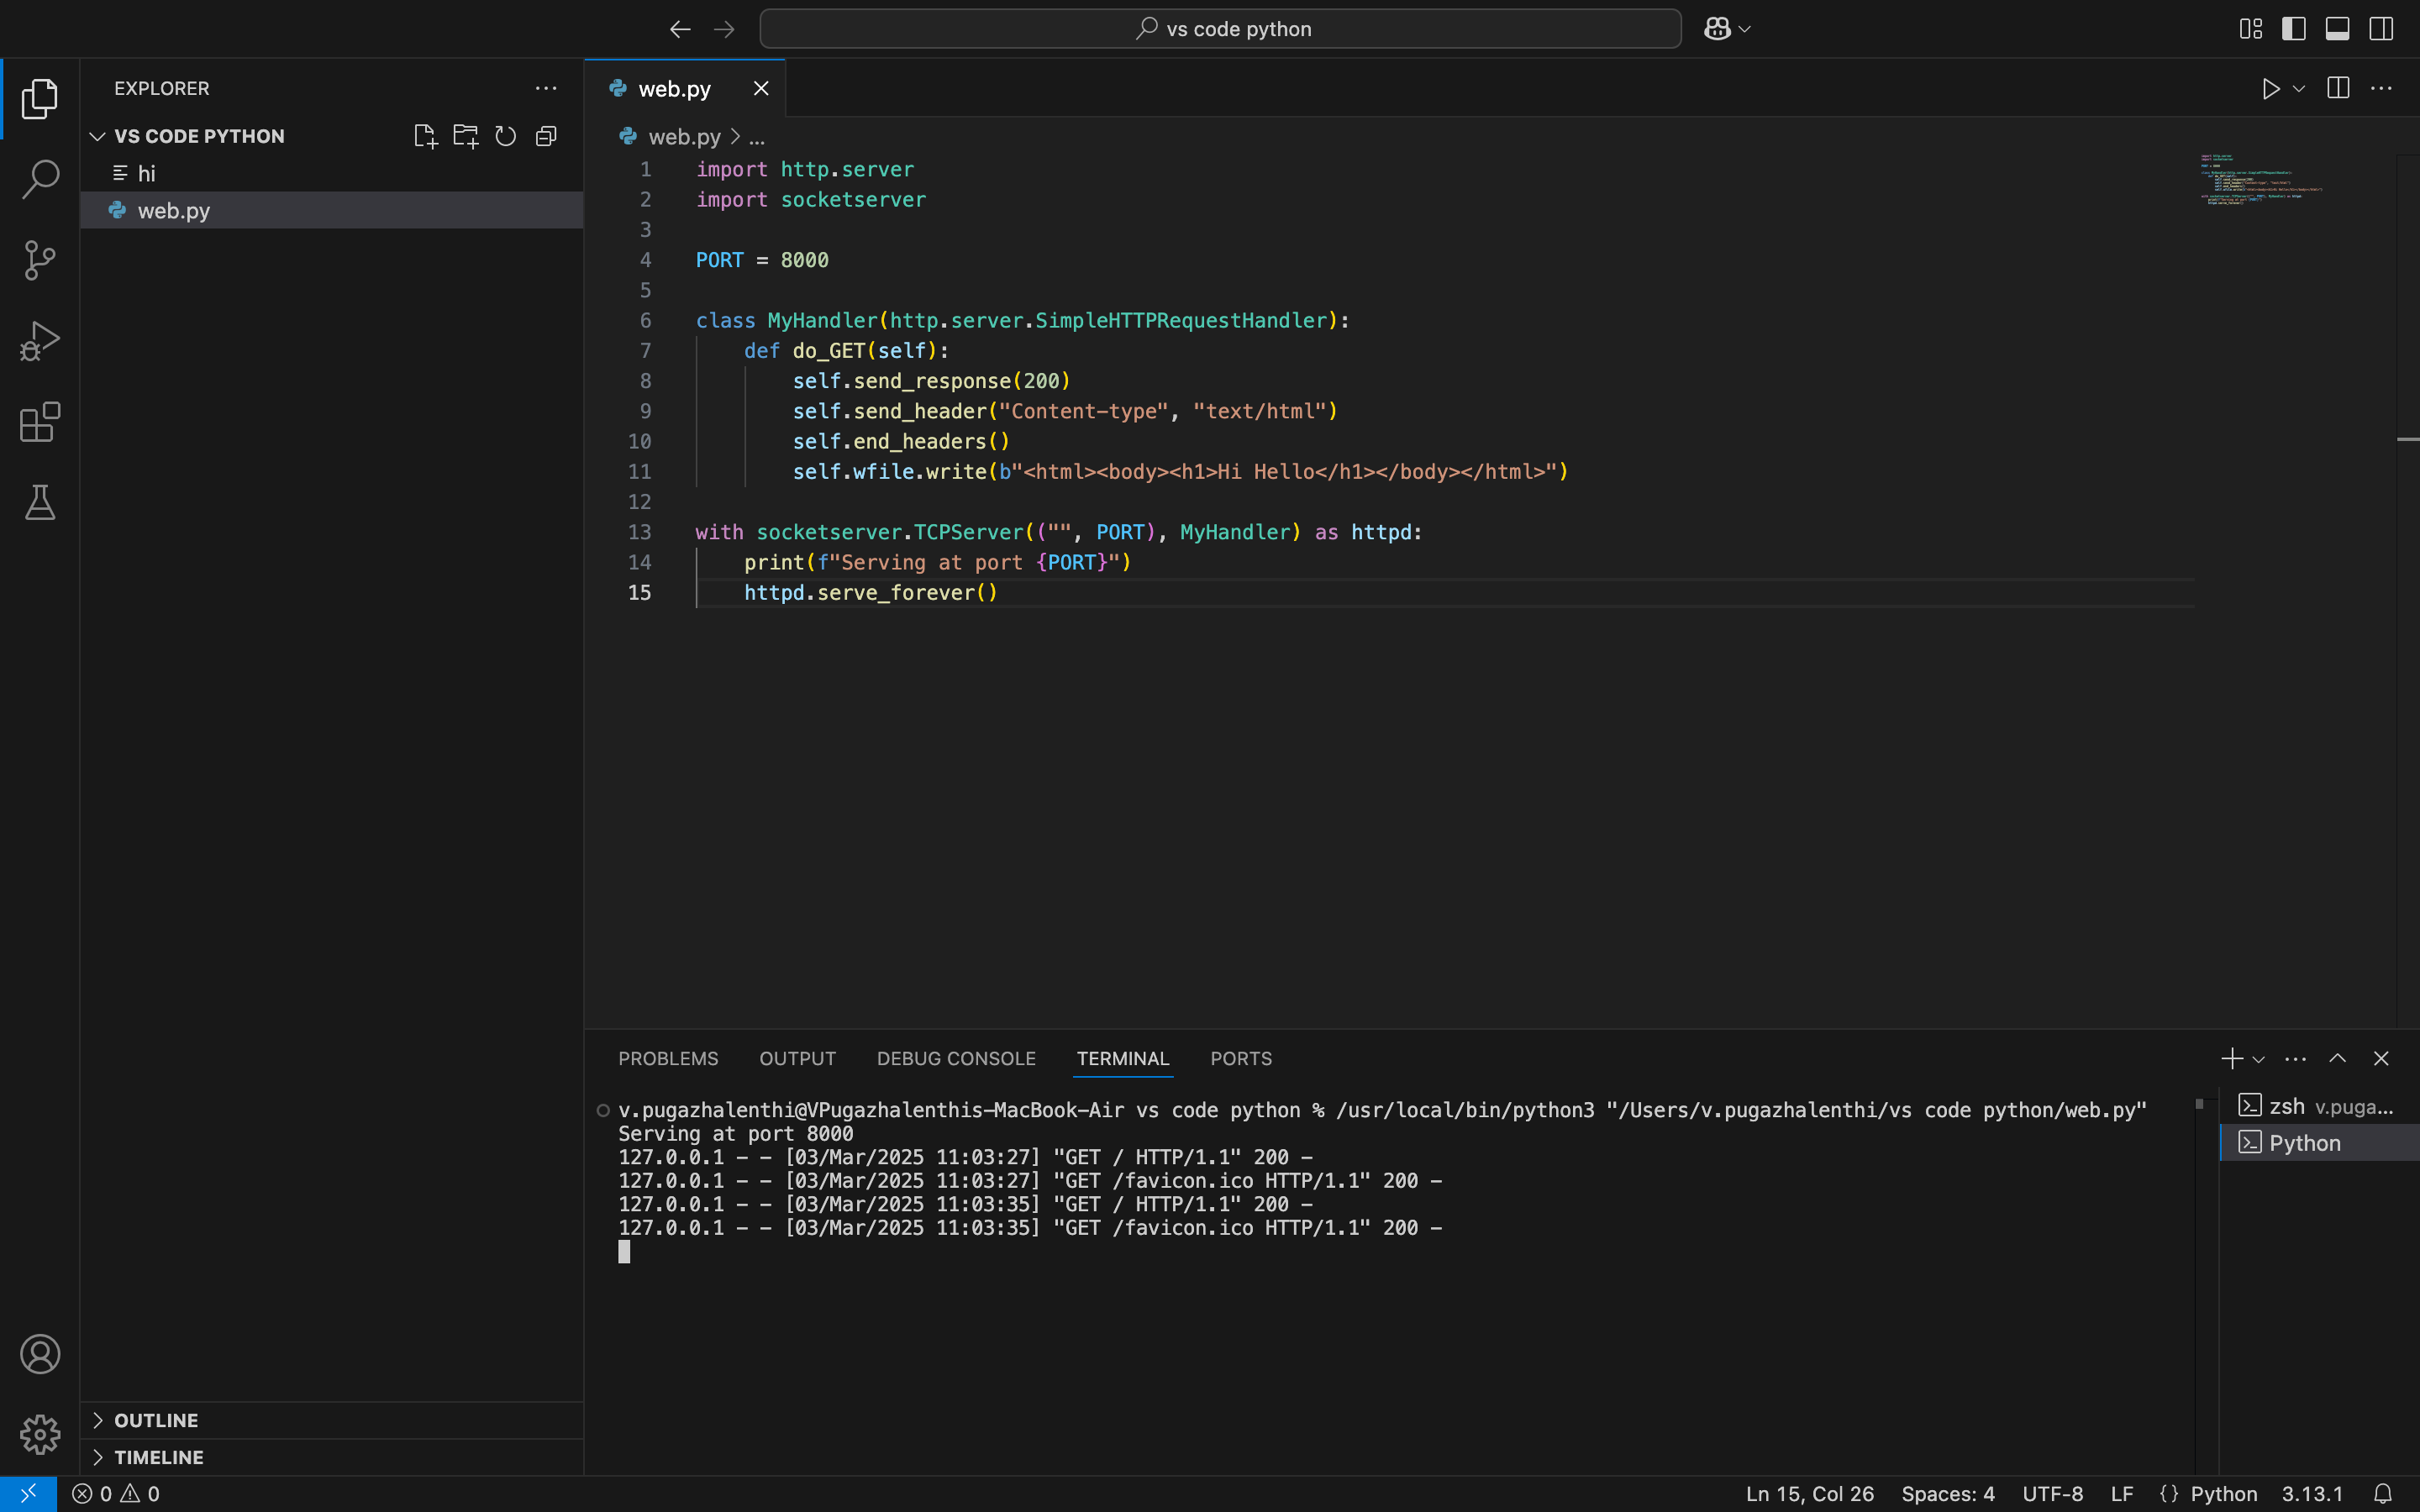 vs code python
EXPLORER
VS CODE PYTHON
hi
web.py
web.py
web.py > ...
1 import http.server
2 import socketserver
3
4 PORT = 8000
5
6 class MyHandler(http.server.SimpleHTTPRequestHandler):
7     def do_GET(self):
8         self.send_response(200)
9         self.send_header("Content-type", "text/html")
10         self.end_headers()
11         self.wfile.write(b"<html><body><h1>Hi Hello</h1></body></html>")
12
13 with socketserver.TCPServer(("", PORT), MyHandler) as httpd:
14     print(f"Serving at port {PORT}")
15     httpd.serve_forever()
PROBLEMS OUTPUT DEBUG CONSOLE TERMINAL PORTS
v.pugazhalenthi@VPugazhalenthis-MacBook-Air vs code python % /usr/local/bin/python3 "/Users/v.pugazhalenthi/vs code python/web.py"
Serving at port 8000
127.0.0.1 - - [03/Mar/2025 11:03:27] "GET / HTTP/1.1" 200 -
127.0.0.1 - - [03/Mar/2025 11:03:27] "GET /favicon.ico HTTP/1.1" 200 -
127.0.0.1 - - [03/Mar/2025 11:03:35] "GET / HTTP/1.1" 200 -
127.0.0.1 - - [03/Mar/2025 11:03:35] "GET /favicon.ico HTTP/1.1" 200 -
zsh v.puga...
Python
OUTLINE
TIMELINE
0 0
Ln 15, Col 26 Spaces: 4 UTF-8 LF {} Python 3.13.1